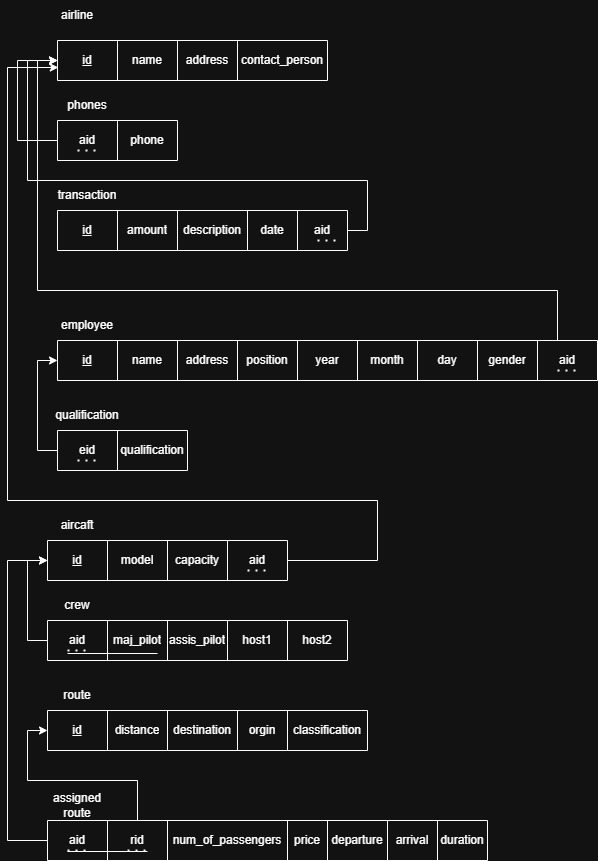 airline
id name address contact_person
phones
aid phone
transaction
id amount description date aid
employee
id name address position year month day gender aid
qualification
eid qualification
aircaft
id model capacity aid
crew
aid maj_pilot assis_pilot host1 host2
route
id distance destination orgin classification
assigned
route
aid rid num_of_passengers price departure arrival duration